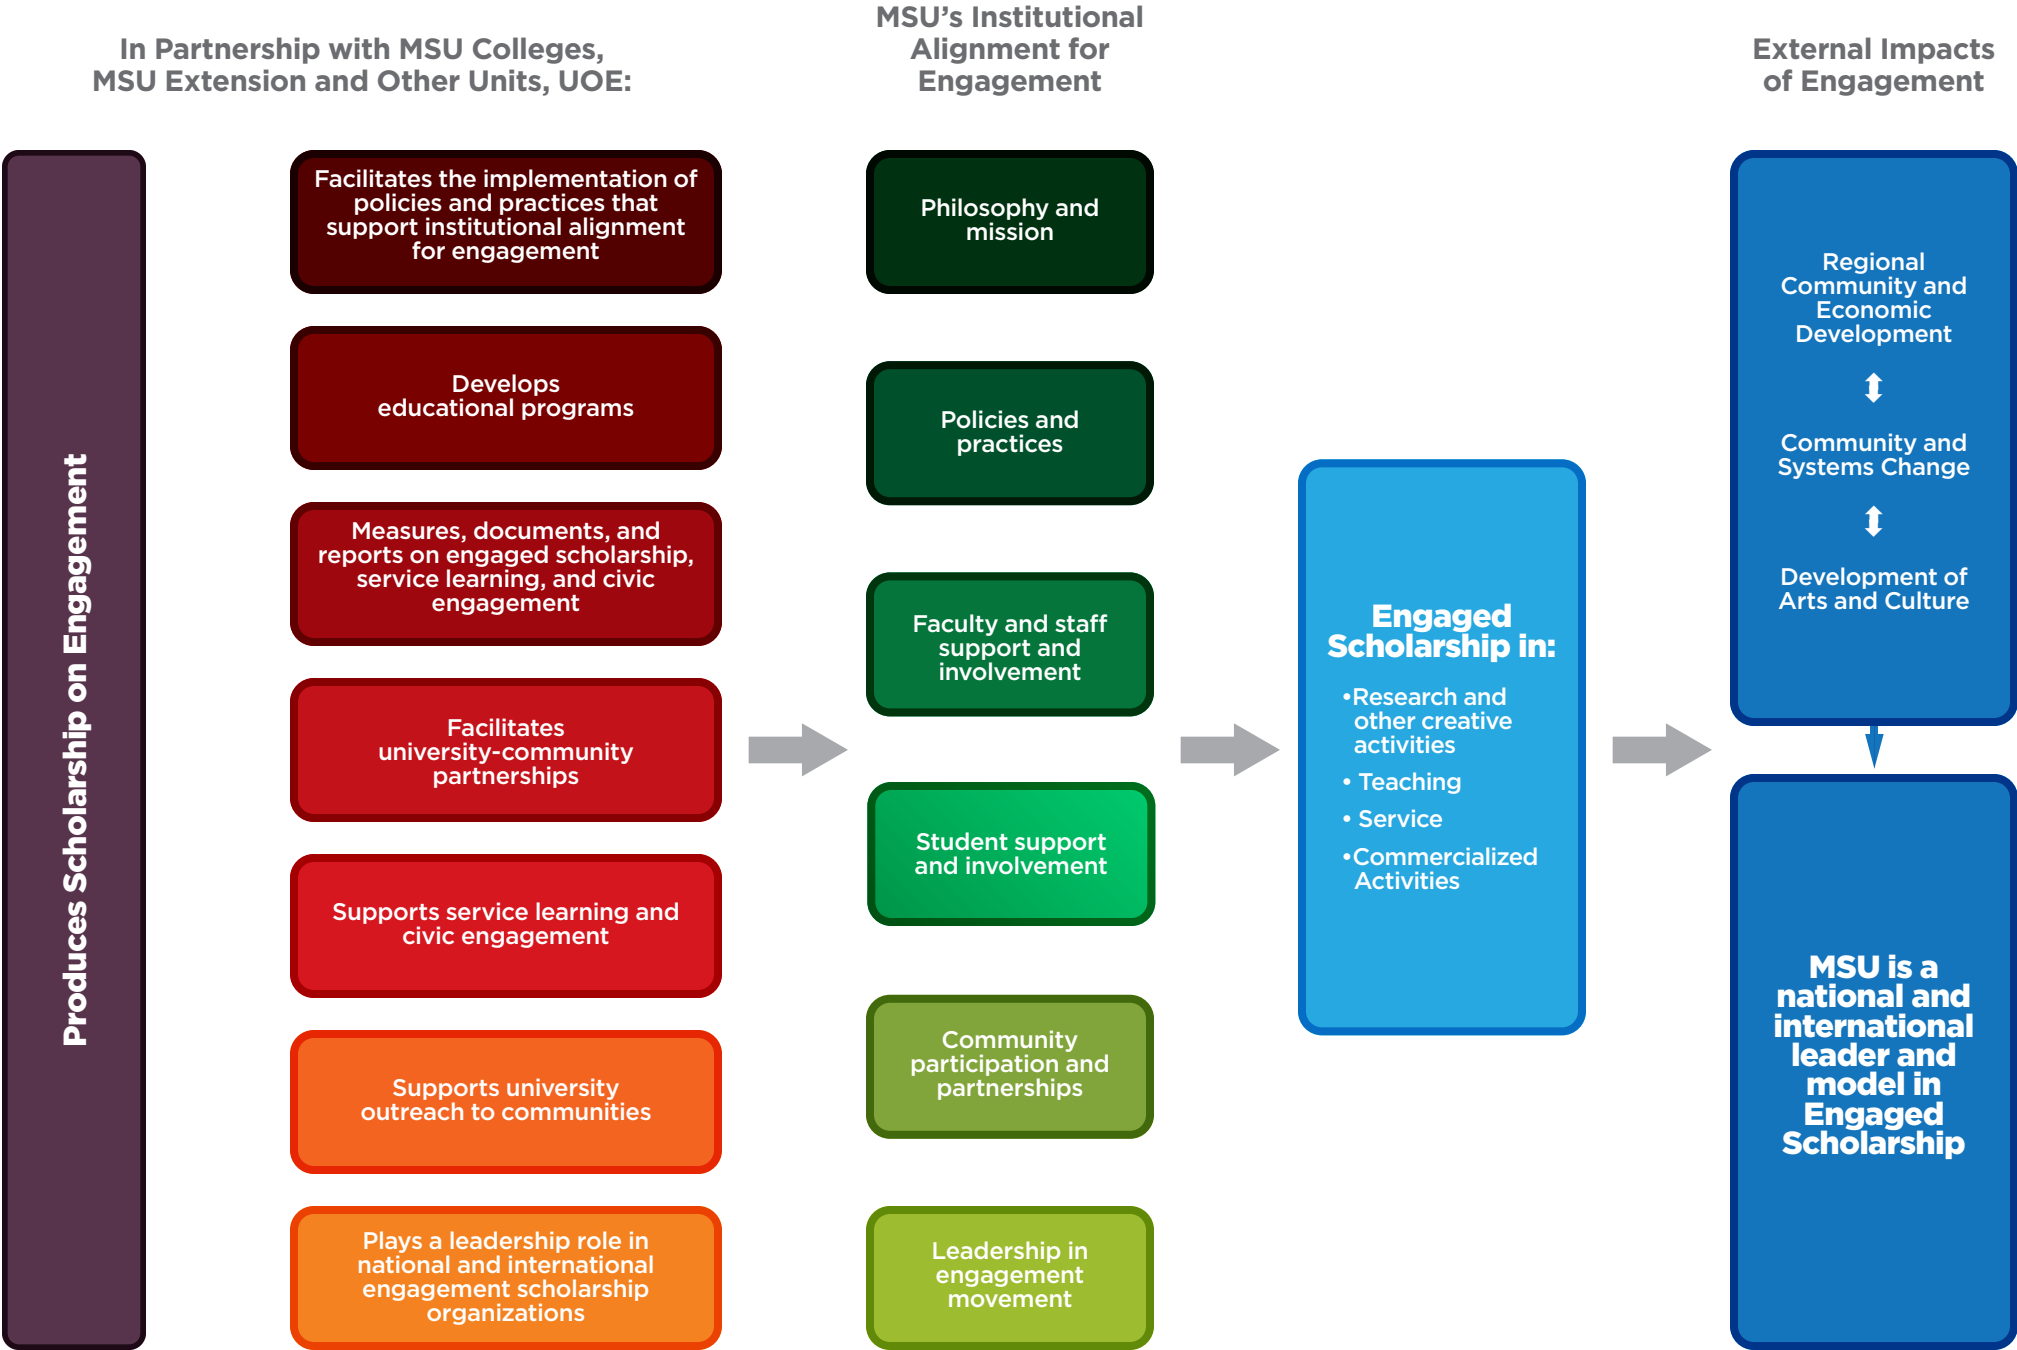 In Partnership with MSU Colleges,
MSU Extension and Other Units, UOE:
Produces Scholarship on Engagement
Facilitates the implementation of
policies and practices that
support institutional alignment
for engagement
Develops
educational programs
Measures, documents, and
reports on engaged scholarship,
service learning, and civic
engagement
Facilitates
university-community
partnerships
Supports service learning and
civic engagement
Supports university
outreach to communities
Plays a leadership role in
national and international
engagement scholarship
organizations
MSU’s Institutional
Alignment for
Engagement
Philosophy and
mission
Policies and
practices
Faculty and staff
support and
involvement
Student support
and involvement
Community
participation and
partnerships
Leadership in
engagement
movement
Engaged
Scholarship in:
•Research and
other creative
activities
• Teaching
• Service
•Commercialized
Activities
External Impacts
of Engagement
Regional
Community and
Economic
Development
Community and
Systems Change
Development of
Arts and Culture
MSU is a
national and
international
leader and
model in
Engaged
Scholarship